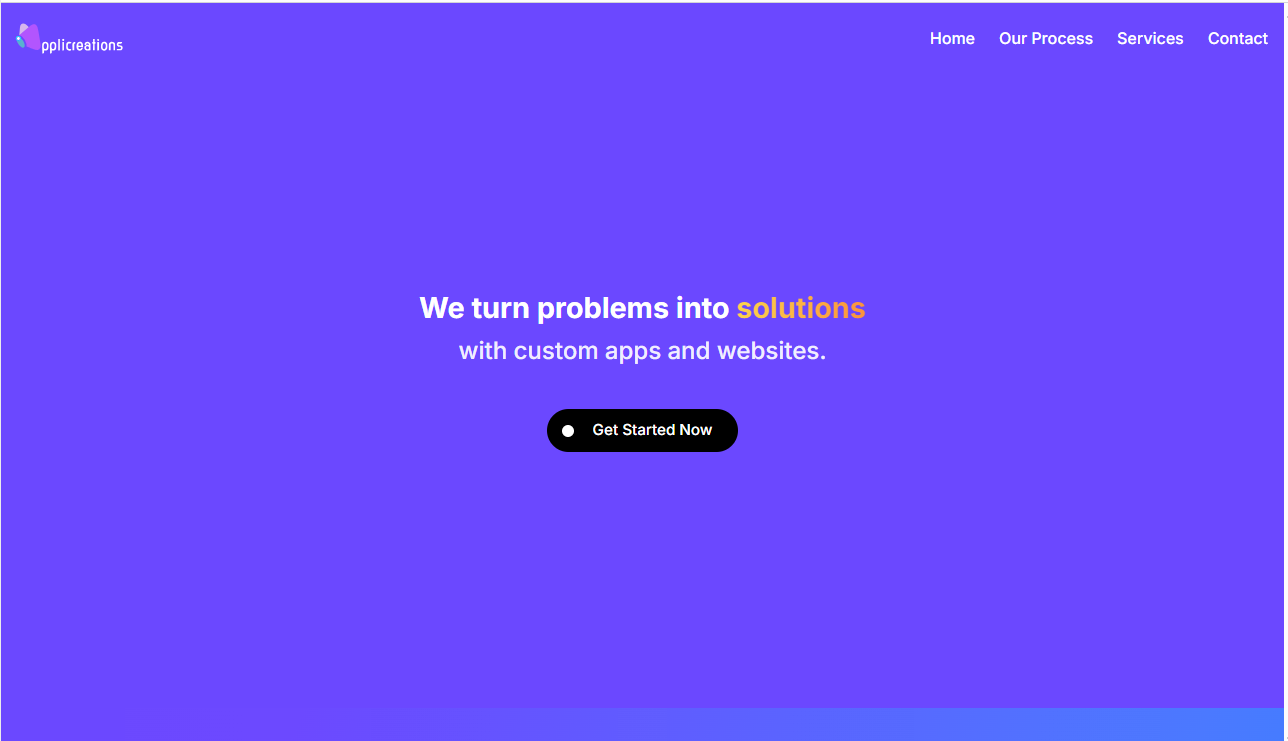 pplicreations
Home Our Process Services Contact
We turn problems into solutions
with custom apps and websites.
Get Started Now